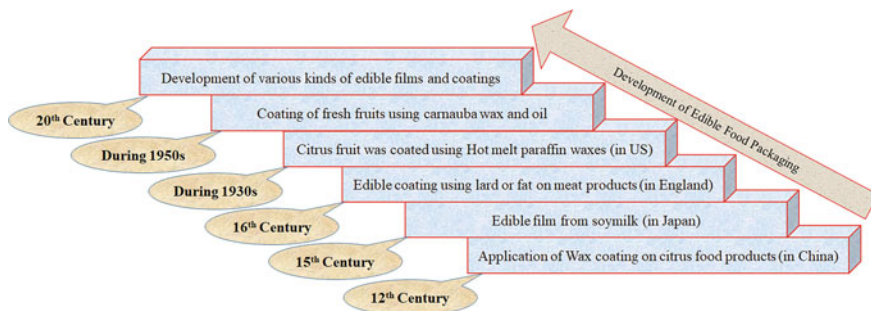 Development of various kinds of edible films and coatings
20th Century
Coating of fresh fruits using carnauba wax and oil
During 1950s
Citrus fruit was coated using Hot melt paraffin waxes (in US)
During 1930s
Edible coating using lard or fat on meat products (in England)
16th Century
Edible film from soymilk (in Japan)
15th Century
Application of Wax coating on citrus food products (in China)
12th Century
Development of Edible Food Packaging